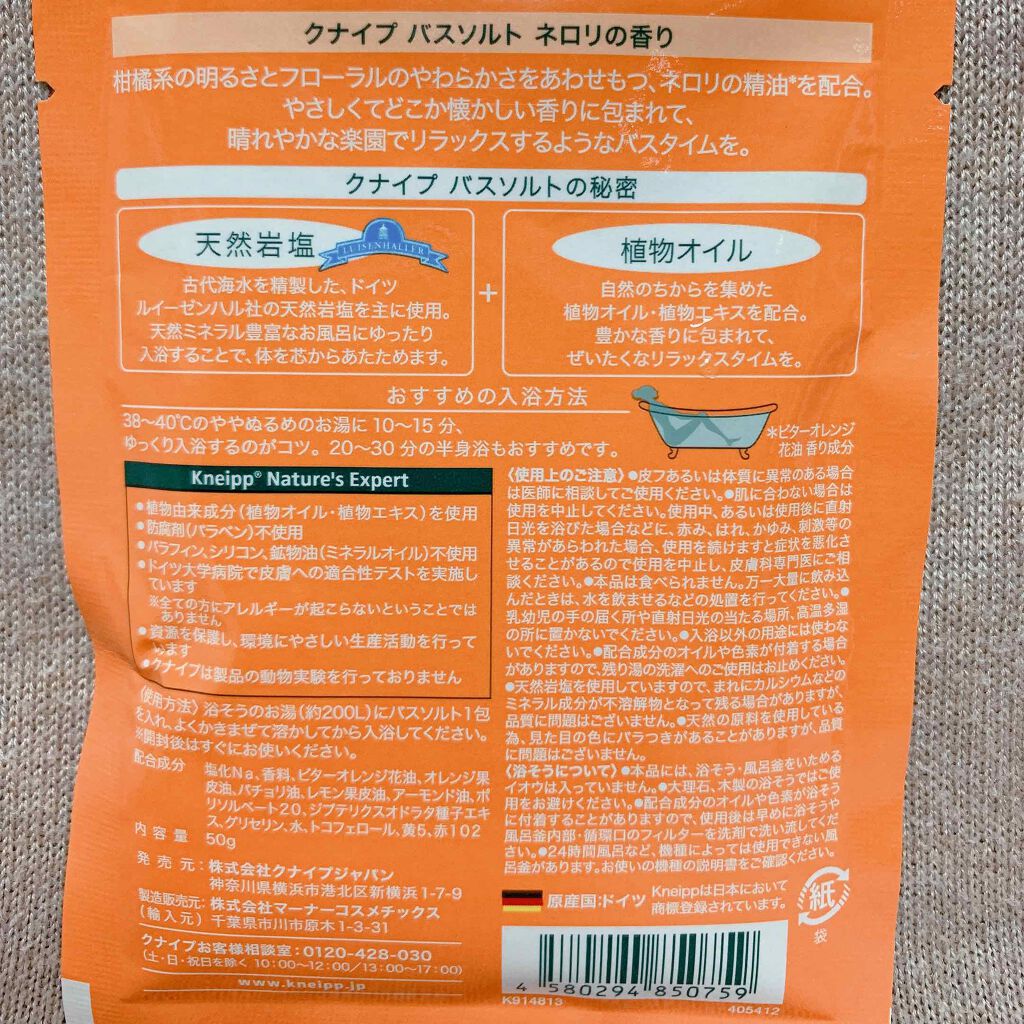 クナイプ バスソルト ネロリの香り
柑橘系の明るさとフローラルのやわらかさをあわせもつ、ネロリの精油*を配合。
やさしくてどこか懐かしい香りに包まれて、
晴れやかな楽園でリラックスするようなバスタイムを。
クナイプ バスソルトの秘密
天然岩塩
LUISENHALLER
古代海水を精製した、ドイツ
ルイーゼンハル社の天然岩塩を主に使用。
天然ミネラル豊富なお風呂にゆったり
入浴することで、体を芯からあたためます。
+
植物オイル
自然のちからを集めた
植物オイル・植物エキスを配合。
豊かな香りに包まれて、
ぜいたくなリラックスタイムを。
おすすめの入浴方法
38〜40℃のややぬるめのお湯に 10〜15 分、
ゆっくり入浴するのがコツ。20〜30 分の半身浴もおすすめです。
*ビターオレンジ
花油 香り成分
Kneipp® Nature's Expert
●植物由来成分(植物オイル・植物エキス)を使用
●防腐剤(パラベン)不使用
●パラフィン、シリコン、鉱物油(ミネラルオイル)不使用
●ドイツ大学病院で皮膚への適合性テストを実施し
ています
※全ての方にアレルギーが起こらないということでは
ありません
●資源を保護し、環境にやさしい生産活動を行って
います
●クナイプは製品の動物実験を行っておりません
〈使用方法〉浴そうのお湯(約200L)にバスソルト1包
を入れ、よくかきまぜて溶かしてから入浴してください。
※開封後はすぐにお使いください。
配合成分 塩化Na、香料、ビターオレンジ花油、オレンジ果
皮油、パチョリ油、レモン果皮油、アーモンド油、ポ
リソルベート20、ジプテリクスオドラタ種子エキ
ス、グリセリン、水、トコフェロール、黄5、赤102
内容量 50g
発売元:株式会社クナイプジャパン
神奈川県横浜市港北区新横浜1-7-9
製造販売元:株式会社マーナーコスメチックス
(輸入元) 千葉県市川市原木1-3-31
クナイプお客様相談室:0120-428-030
(土・日・祝日を除く 10:00〜12:00/13:00〜17:00)
www.kneipp.com
〈使用上のご注意〉●皮フあるいは体質に異常のある場合
は医師に相談してご使用ください。●肌に合わない場合は
使用を中止してください。使用中、あるいは使用後に直射
日光を浴びた場合などに、赤み、はれ、かゆみ、刺激等の
異常があらわれた場合、使用を続けますと症状を悪化さ
せることがあるので使用を中止し、皮膚科専門医にご相
談ください。●本品は食べられません。万一大量に飲み込
んだときは、水を飲ませるなどの処置を行ってください。●
乳幼児の手の届く所や直射日光の当たる場所、高温多湿
の所に置かないでください。●入浴以外の用途には使わな
いでください。●配合成分のオイルや色素が付着する場合
がありますので、残り湯の洗濯へのご使用はお止めください。
●天然岩塩を使用していますので、まれにカルシウムなどの
ミネラル成分が不溶解物となって残る場合がありますが、
品質に問題はございません。●天然の原料を使用している
為、見た目の色にバラつきがあることがありますが、品質
に問題はございません。
〈浴そうについて〉●本品には、浴そう・風呂釜をいためる
イオウは入っていません。●大理石、木製の浴そうではご使
用をお避けください。●配合成分のオイルや色素が浴そう
に付着することがありますので、使用後は早めに浴そうや
風呂釜内部・循環口のフィルターを洗剤で洗い流してくだ
さい。●24時間風呂など、機種によっては使用できない風
呂釜があります。お使いの機種の説明書をご確認ください。
原産国:ドイツ
Kneippは日本において
商標登録されています。
紙
袋
4 580294 850759
K914813
405412